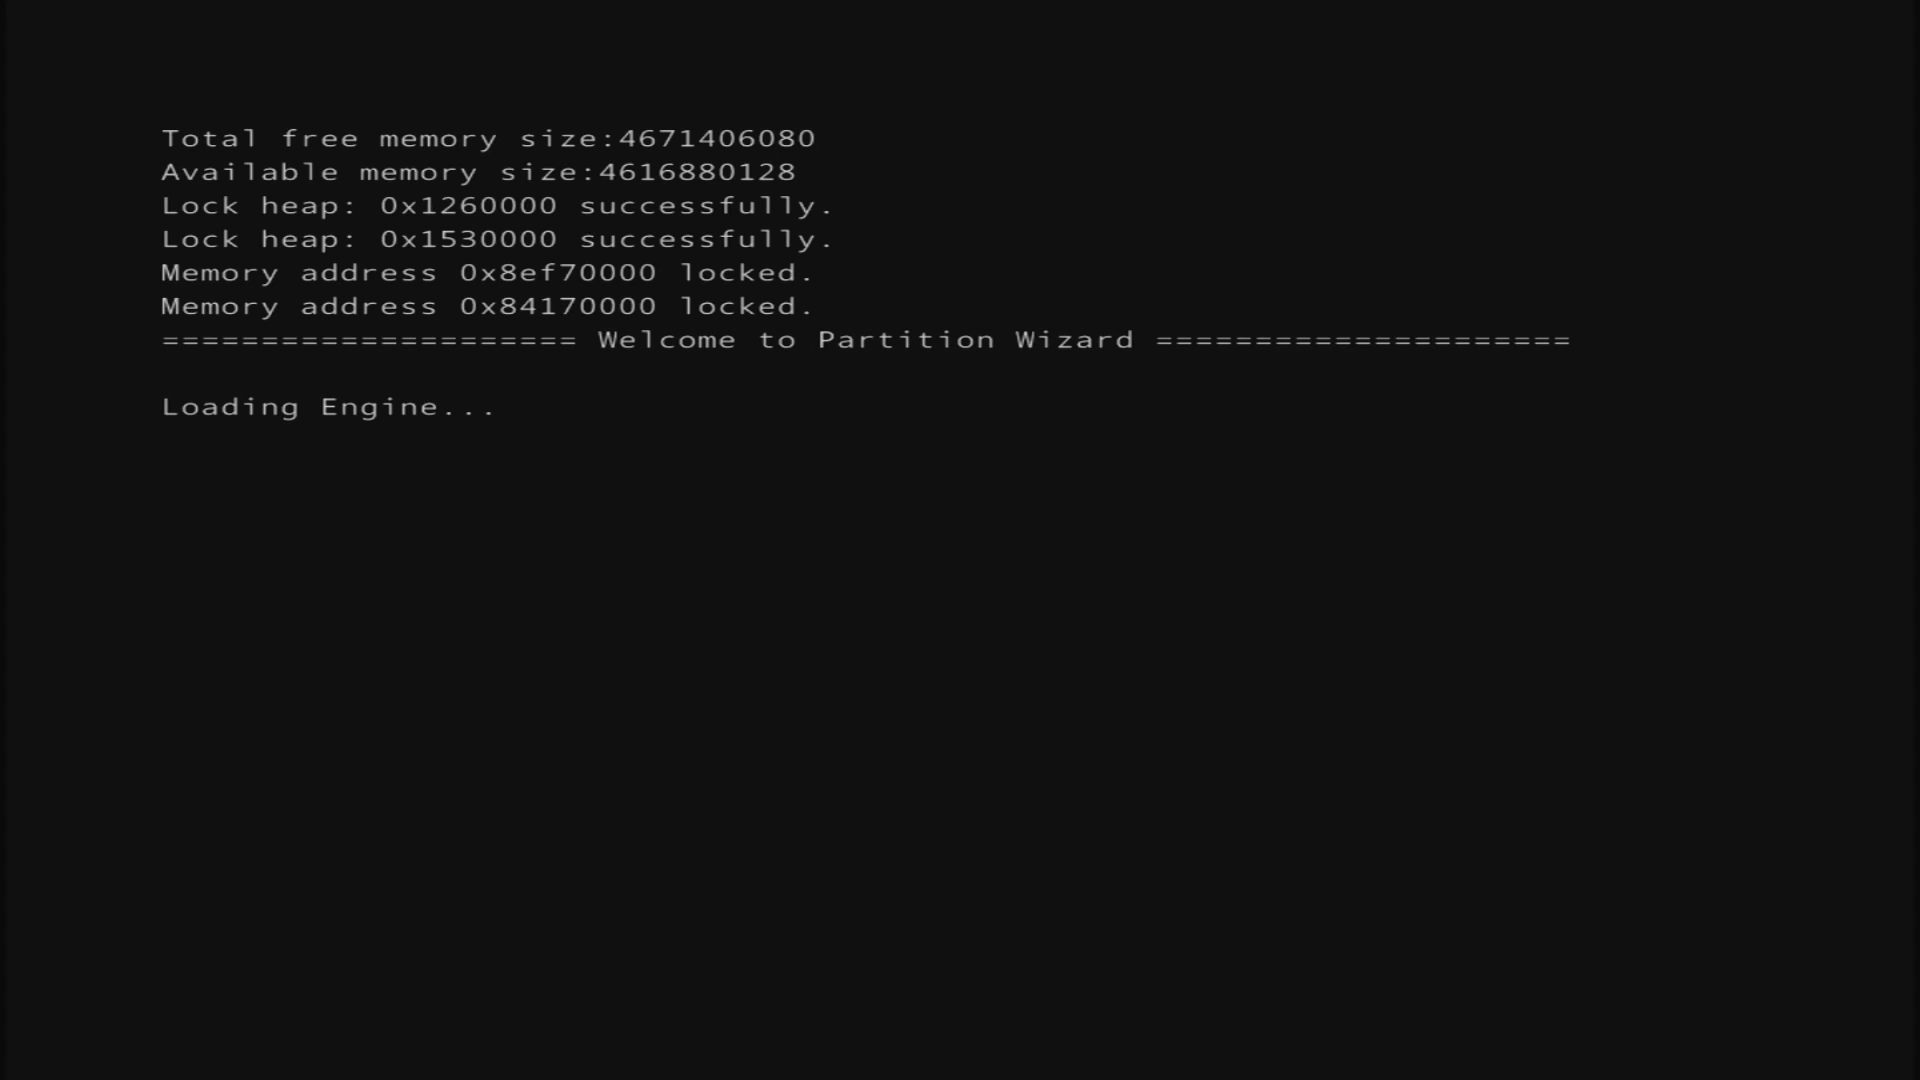 Total free memory size:4671406080
Available memory size:4616880128
Lock heap: 0x1260000 successfully.
Lock heap: 0x1530000 successfully.
Memory address 0x8ef70000 locked.
Memory address 0x84170000 locked.
===================== Welcome to Partition Wizard =====================
Loading Engine...